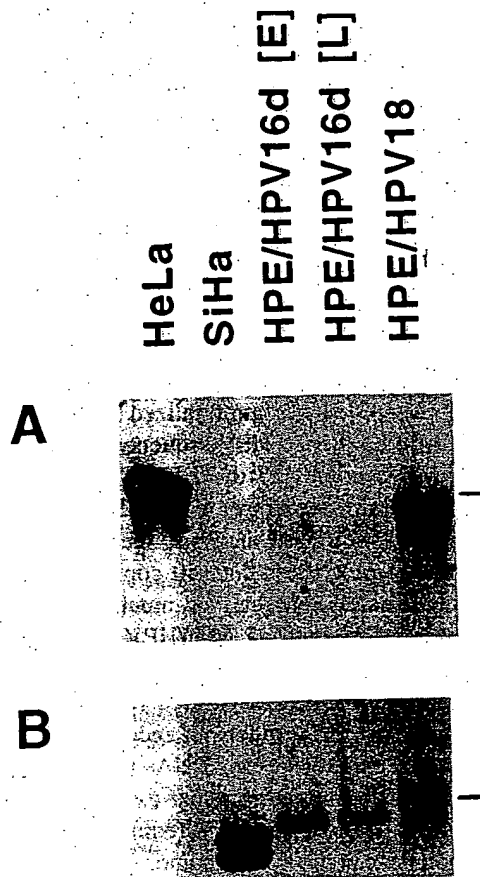 HeLa
SiHa
HPE/HPV16d [E]
HPE/HPV16d [L]
HPE/HPV18
A
B